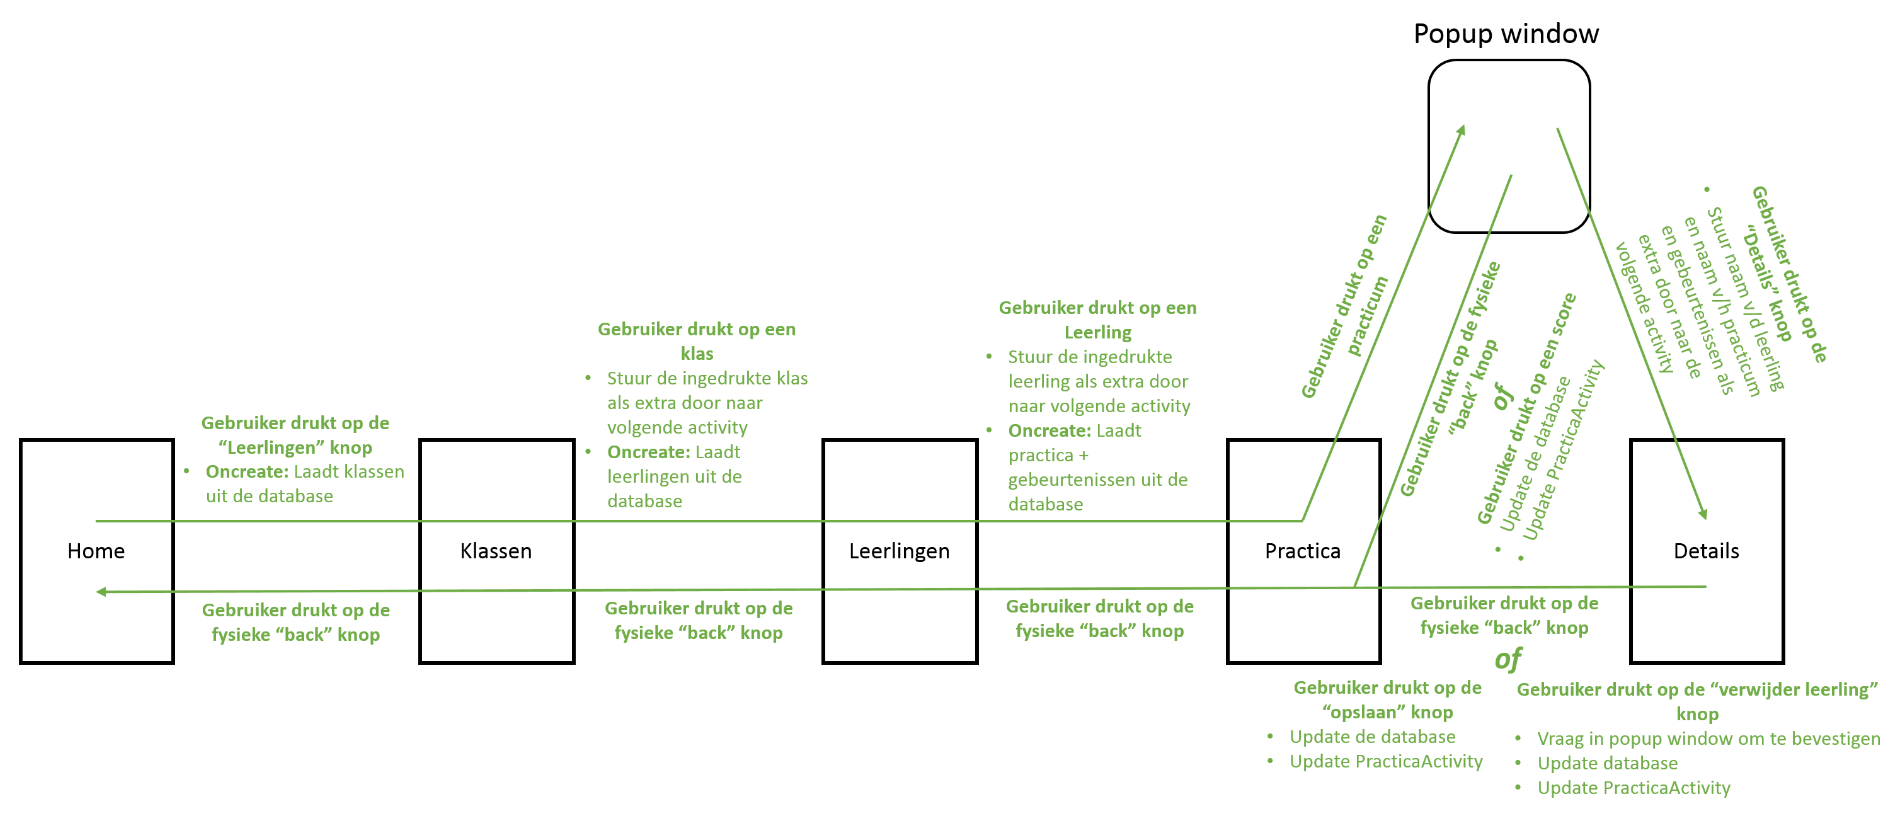 Popup window
Gebruiker drukt op de
“Leerlingen” knop
• Oncreate: Laadt klassen
uit de database
Gebruiker drukt op een
klas
• Stuur de ingedrukte klas
als extra door naar
volgende activity
• Oncreate: Laadt
leerlingen uit de
database
Gebruiker drukt op een
Leerling
• Stuur de ingedrukte
leerling als extra door
naar volgende activity
• Oncreate: Laadt
practica +
gebeurtenissen uit de
database
Gebruiker drukt op een
practicum
Gebruiker drukt op de fysieke
“back” knop
of
Gebruiker drukt op een score
• Update de database
• Update PracticaActivity
Gebruiker drukt op de
“Details” knop
• Stuur naam v/d leerling
en naam v/h practicum
en gebeurtenissen als
extra door naar de
volgende activity
Home
Klassen
Leerlingen
Practica
Details
Gebruiker drukt op de
fysieke “back” knop
Gebruiker drukt op de
fysieke “back” knop
Gebruiker drukt op de
fysieke “back” knop
Gebruiker drukt op de
fysieke “back” knop
of
Gebruiker drukt op de
“opslaan” knop
• Update de database
• Update PracticaActivity
Gebruiker drukt op de “verwijder leerling”
knop
• Vraag in popup window om te bevestigen
• Update database
• Update PracticaActivity